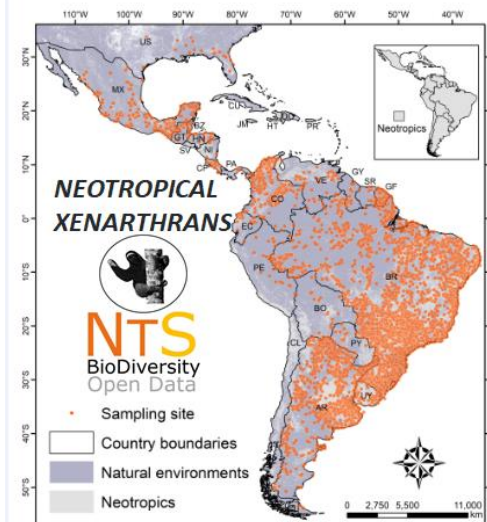 110°W 100°W 90°W 80°W 70°W 60°W 50°W 40°W
30°N
20°N
10°N
0°
10°S
20°S
30°S
40°S
50°S
US
MX
CU
BZ
JM
HT
PR
GT
HN
SV
NI
PA
VE
GY
SR
GF
CO
EC
PE
BR
BO
CL
PY
AR
UY
Neotropics
NEOTROPICAL
XENARTHRANS
NTS
BioDiversity
Open Data
Sampling site
Country boundaries
Natural environments
Neotropics
0 2,750 5,500 11,000
km